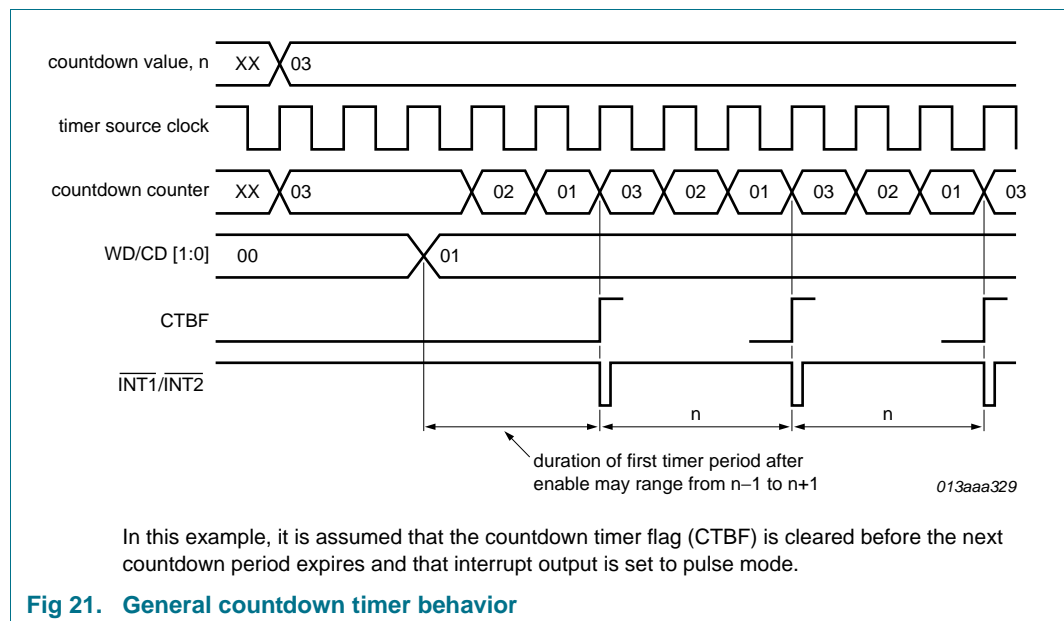 countdown value, n XX 03
timer source clock
countdown counter XX 03 02 01 03 02 01 03 02 01 03
WD/CD [1:0] 00 01
CTBF
INT1/INT2
n n
duration of first timer period after
enable may range from n−1 to n+1
013aaa329
In this example, it is assumed that the countdown timer flag (CTBF) is cleared before the next
countdown period expires and that interrupt output is set to pulse mode.
Fig 21. General countdown timer behavior